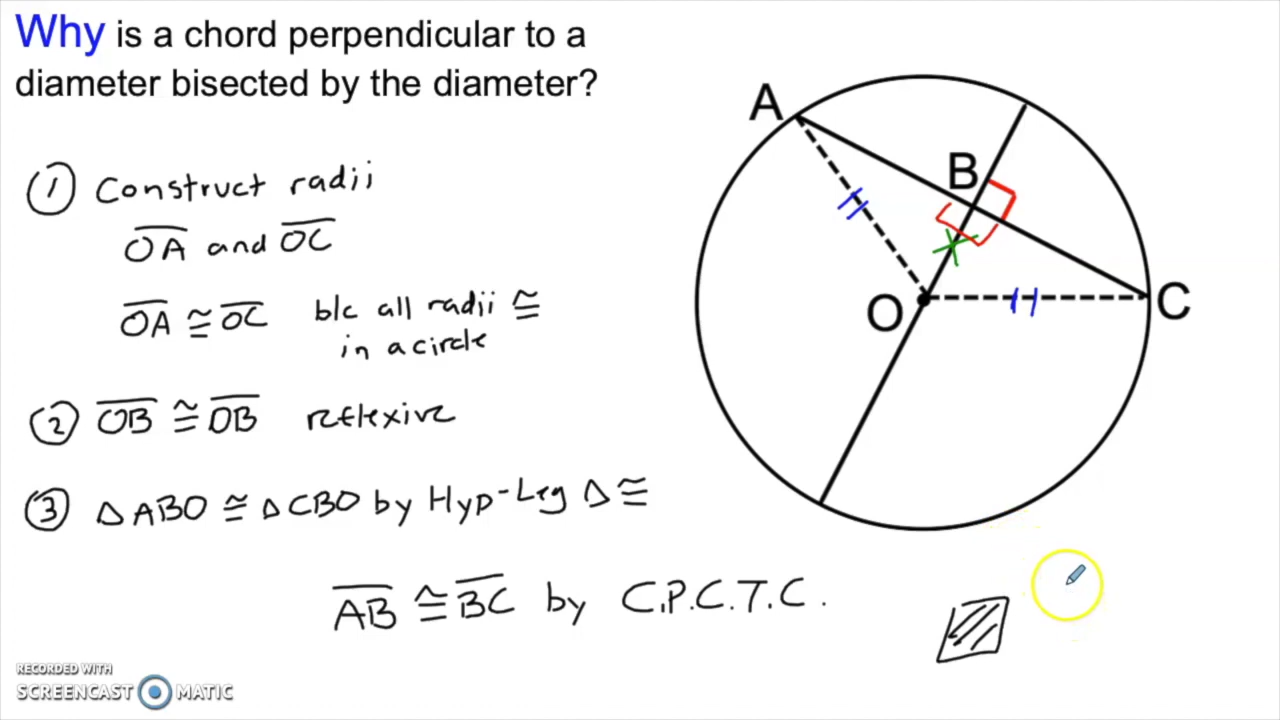 Why is a chord perpendicular to a
diameter bisected by the diameter?
① Construct radii
OA and OC
OA ≅ OC b/c all radii ≅
in a circle
② OB ≅ OB reflexive
③ △ABO ≅ △CBO by Hyp-Leg △≅
AB ≅ BC by C.P.C.T.C.
A
B
O
C
RECORDED WITH
SCREENCAST MATIC